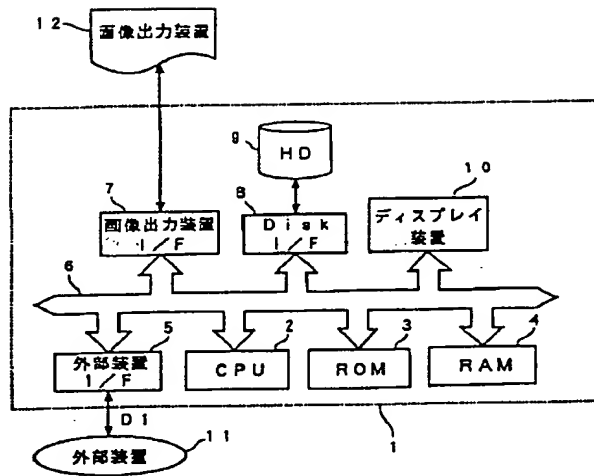 12
画像出力装置
9
HD
10
7
画像出力装置
I/F
8
Disk
I/F
ディスプレイ
装置
6
5
外部装置
I/F
2
CPU
3
ROM
4
RAM
D1
11
外部装置
1